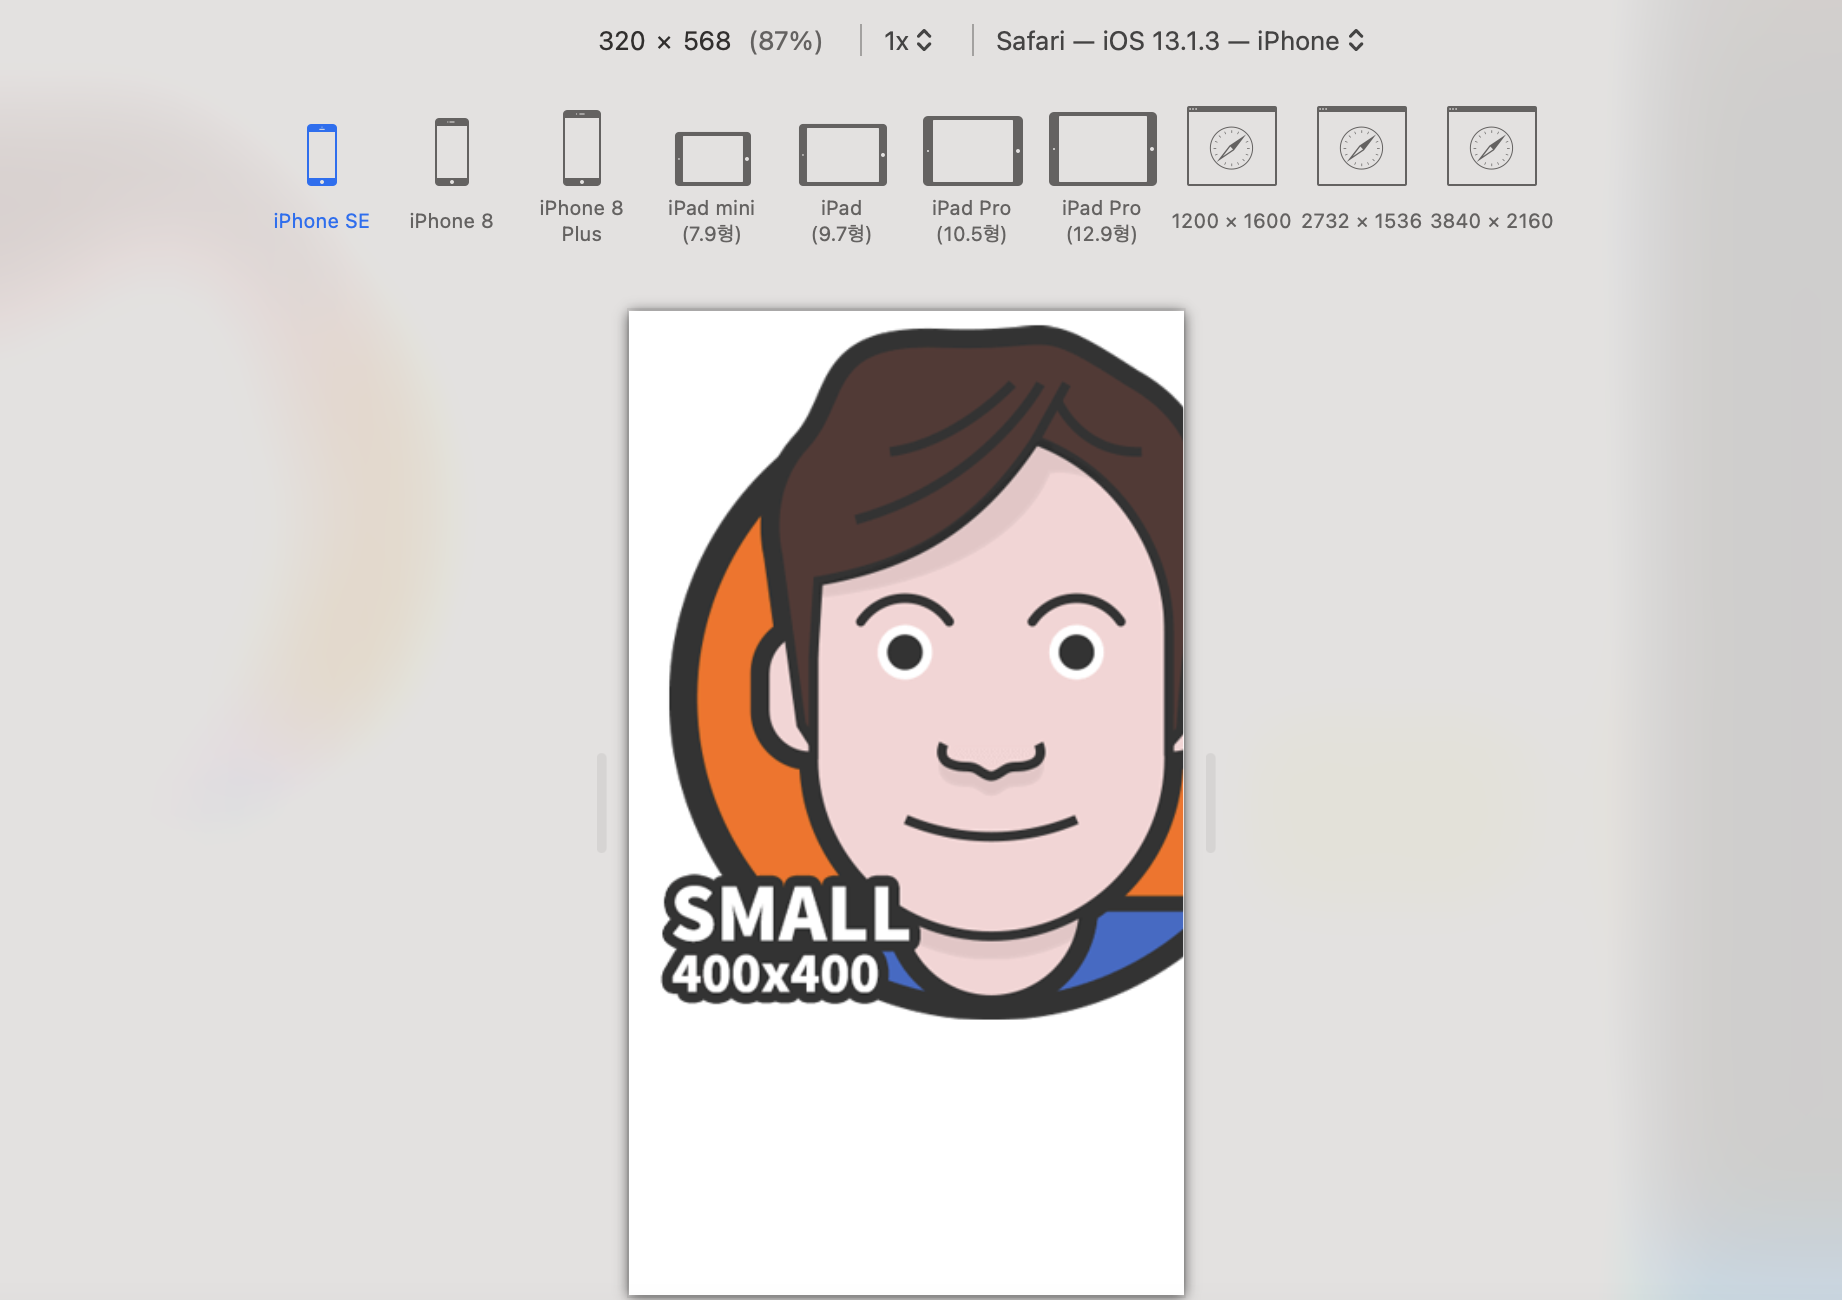 320 × 568 (87%) 1x Safari — iOS 13.1.3 — iPhone
iPhone SE
iPhone 8
iPhone 8
Plus
iPad mini
(7.9형)
iPad
(9.7형)
iPad Pro
(10.5형)
iPad Pro
(12.9형)
1200 × 1600
2732 × 1536
3840 × 2160
SMALL
400x400